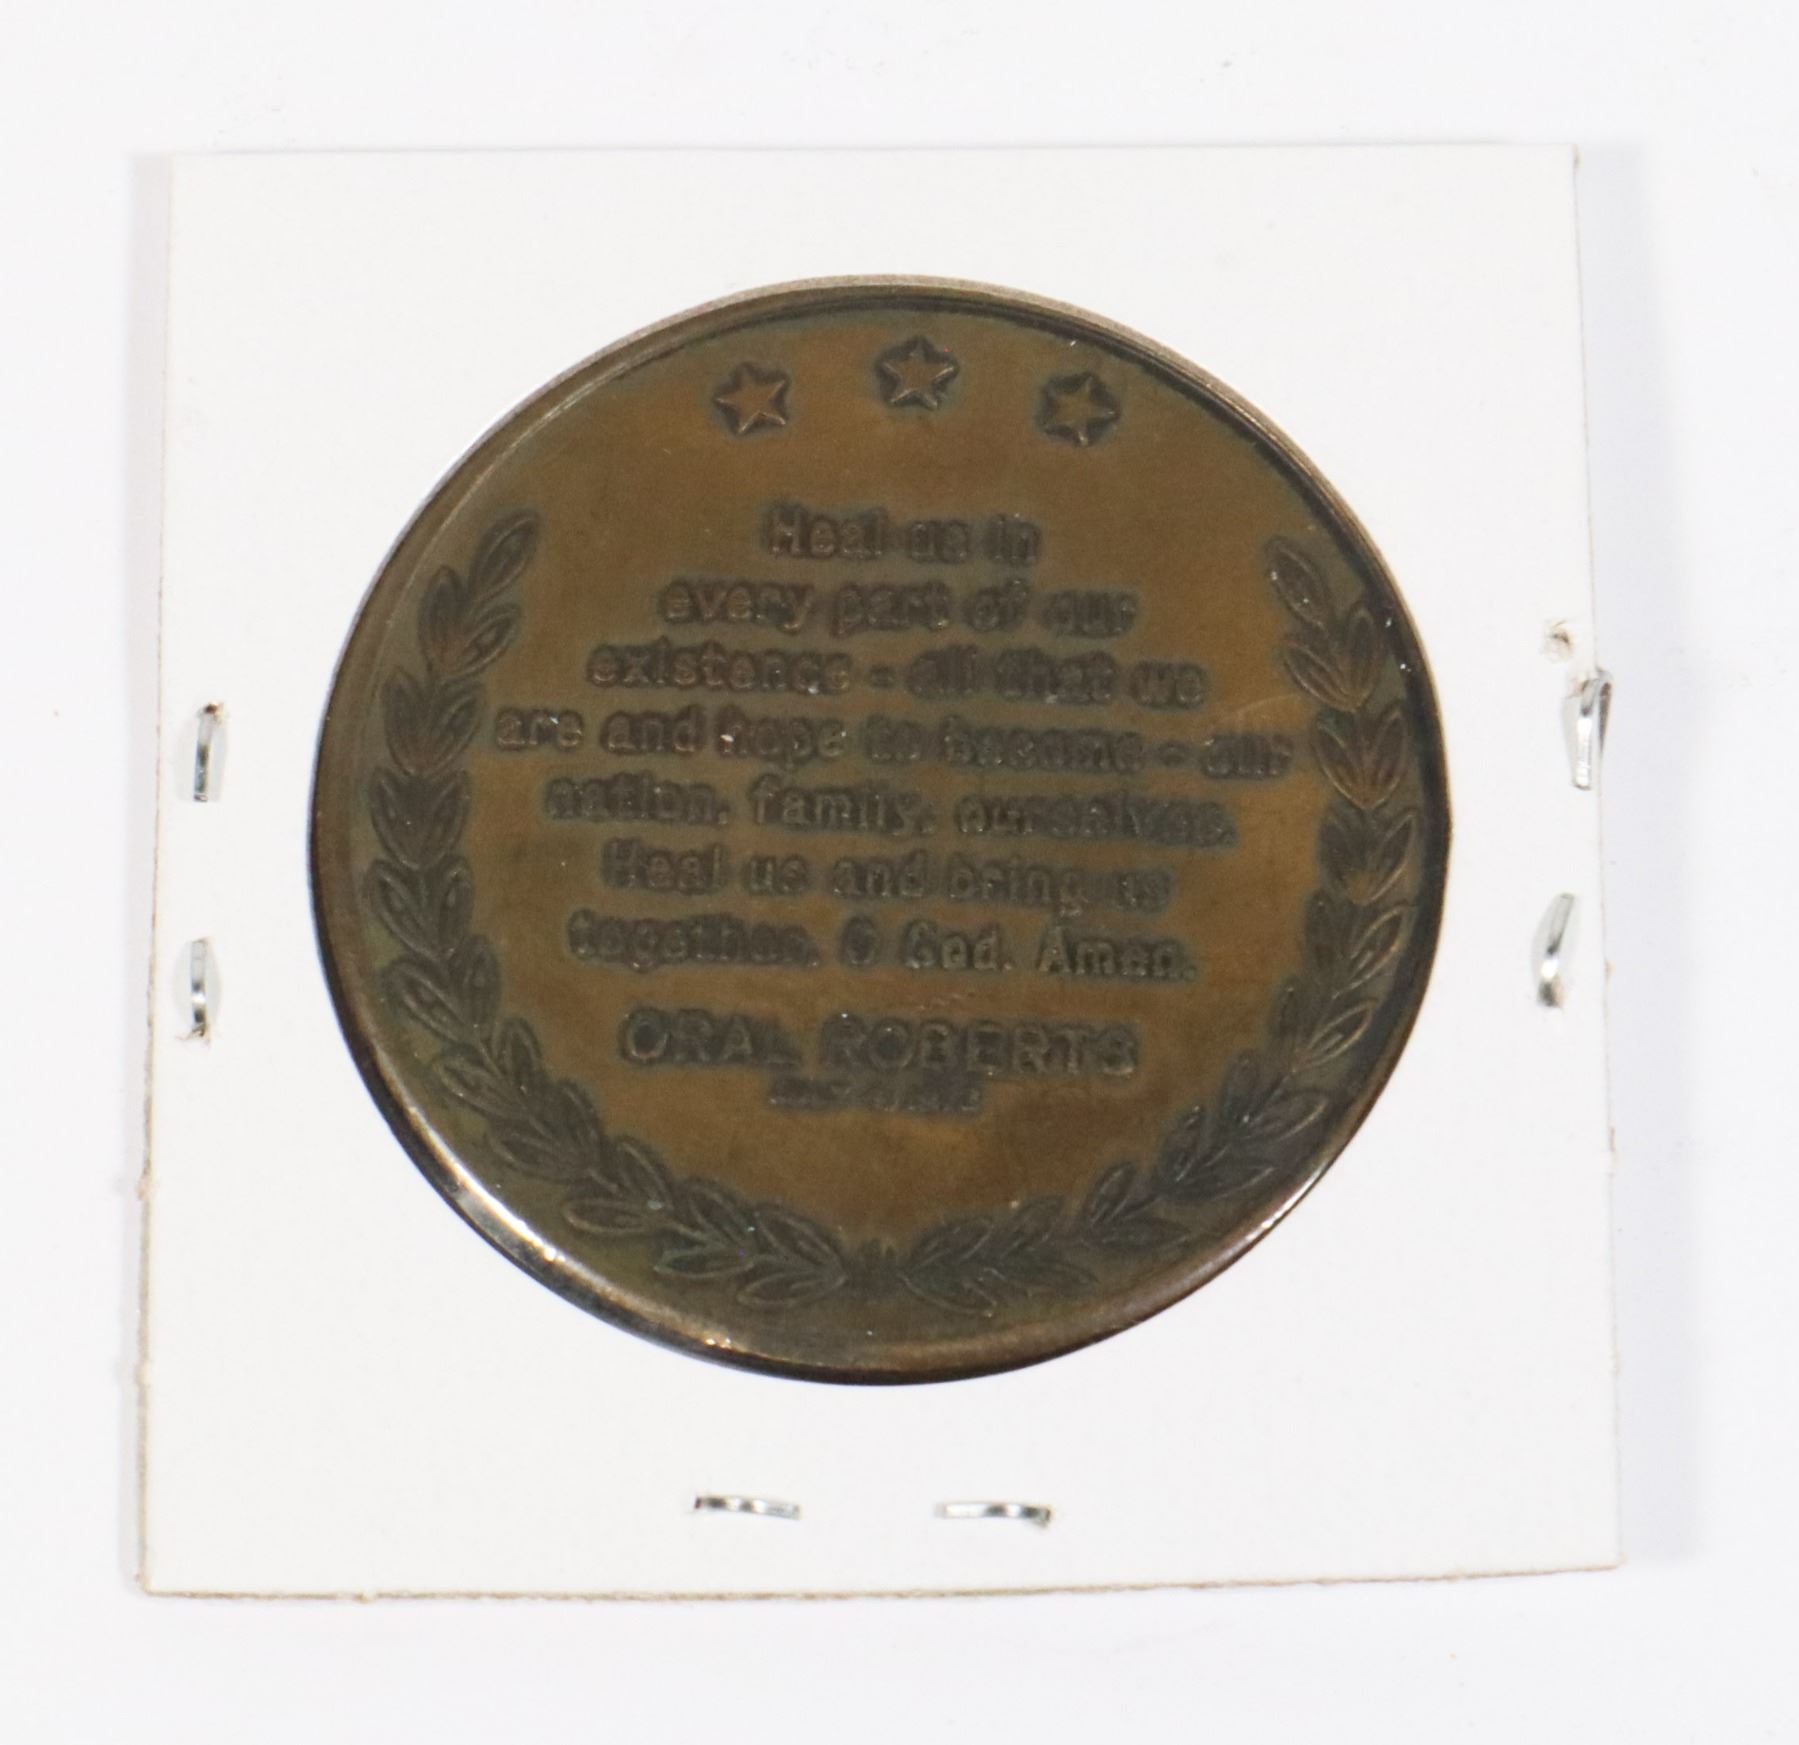 Heal us in
every part of our
existence - all that we
are and hope to become - our
nation, family, ourselves.
Heal us and bring us
together, O God. Amen.
ORAL ROBERTS